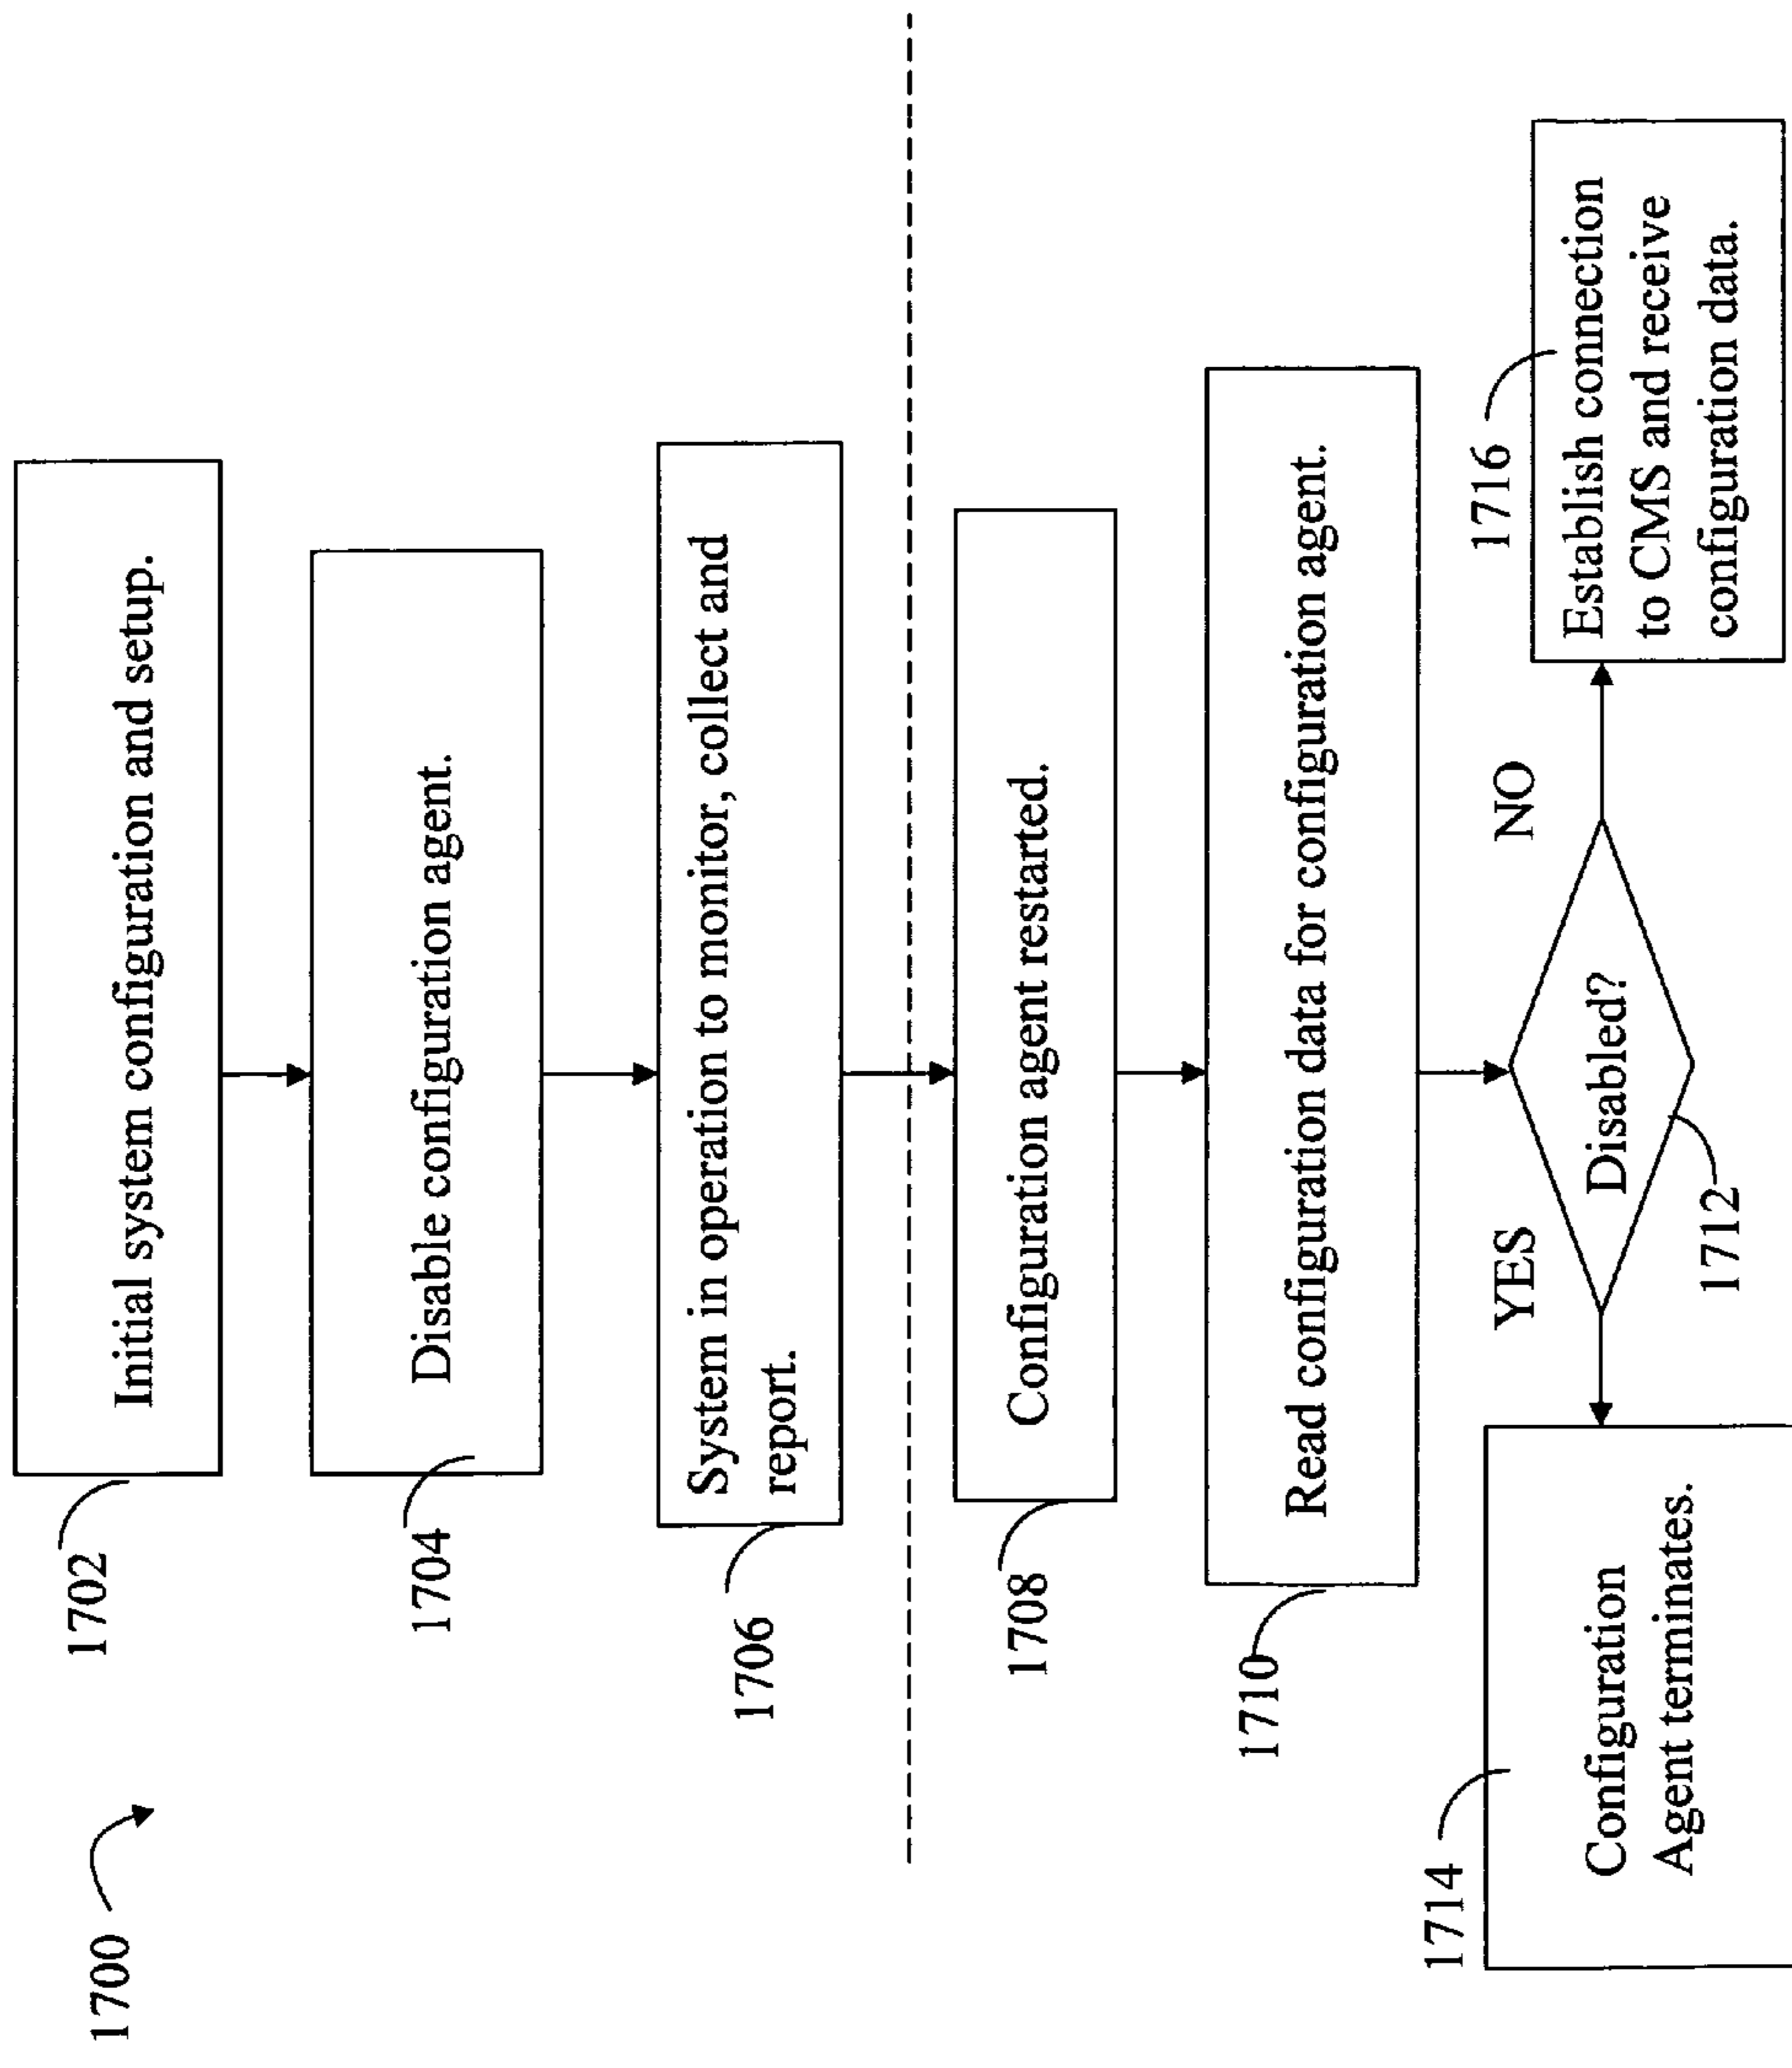 1700
1702
Initial system configuration and setup.
1704
Disable configuration agent.
1706
System in operation to monitor, collect and
report.
1708
Configuration agent restarted.
1710
Read configuration data for configuration agent.
YES
Disabled?
NO
1712
1714
Configuration
Agent terminates.
1716
Establish connection
to CMS and receive
configuration data.